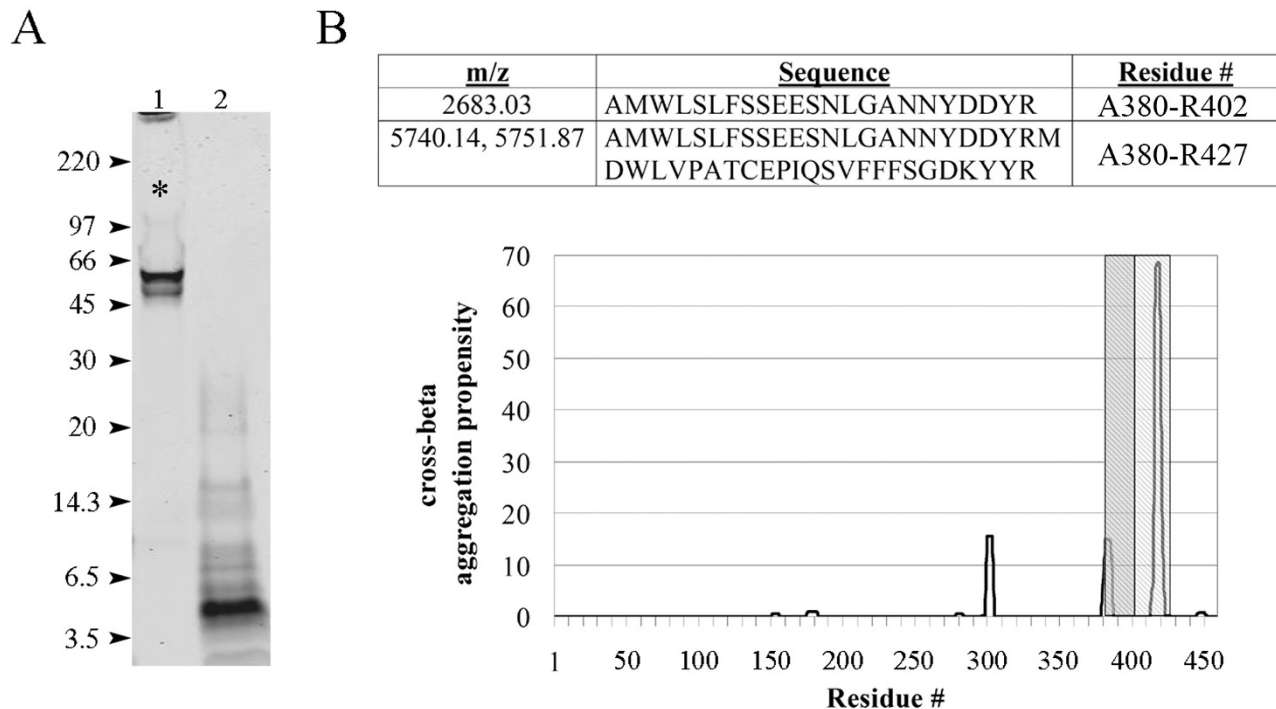 A
1 2
220
*
97
66
45
30
20
14.3
6.5
3.5
B
m/z Sequence Residue #
2683.03 AMWLSLFSSEESNLGANNYDDYR A380-R402
5740.14, 5751.87 AMWLSLFSSEESNLGANNYDDYRM A380-R427
DWLVPATCEPIQSVFFFSGDKYYR
70
60
50
40
30
20
10
0
cross-beta
aggregation propensity
1 50 100 150 200 250 300 350 400 450
Residue #